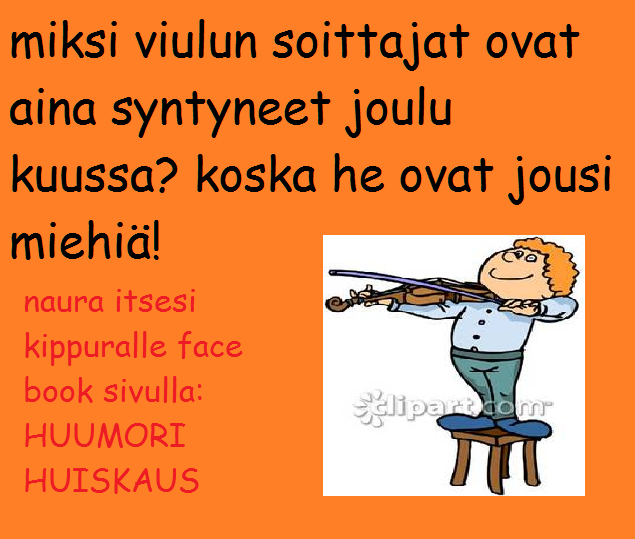 miksi viulun soittajat ovat
aina syntyneet joulu
kuussa? koska he ovat jousi
miehiä!
naura itsesi
kippuralle face
book sivulla:
HUUMORI
HUISKAUS
clipart.com™